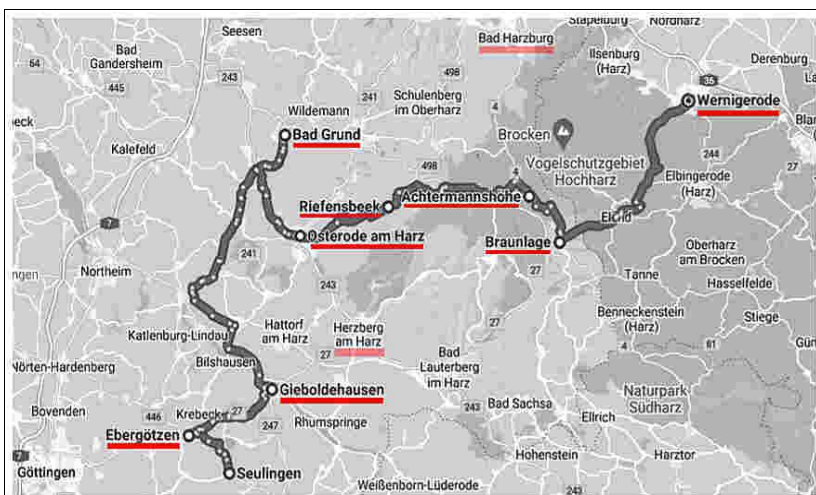 Stapelburg
Nordharz
Seesen
Bad Harzburg
Bad
Gandersheim
64
243
445
498
Ilsenburg
(Harz)
Derenburg
36
Wernigerode
241
Schulenberg
im Oberharz
Wildemann
4
Bad Grund
Brocken
Kalefeld
Vogelschutzgebiet
Hochharz
244
27
498
4
Elbingerode
(Harz)
Riefensbeek
Achtermannshöhe
7
Osterode am Harz
Elend
Braunlage
Oberharz
am Brocken
241
Northeim
243
27
Tanne
Hasselfelde
Benneckenstein
(Harz)
Stiege
Katlenburg-Lindau
Hattorf
am Harz
Herzberg
am Harz
27
4
81
Nörten-Hardenberg
Bilshausen
27
Bad
Lauterberg
im Harz
Gieboldehausen
Naturpark
Südharz
Bovenden
446
Krebeck
27
247
243
Bad Sachsa
Ellrich
Rhumspringe
Ebergötzen
7
Göttingen
Seulingen
Hohenstein
Harztor
Weißenborn-Lüderode
243